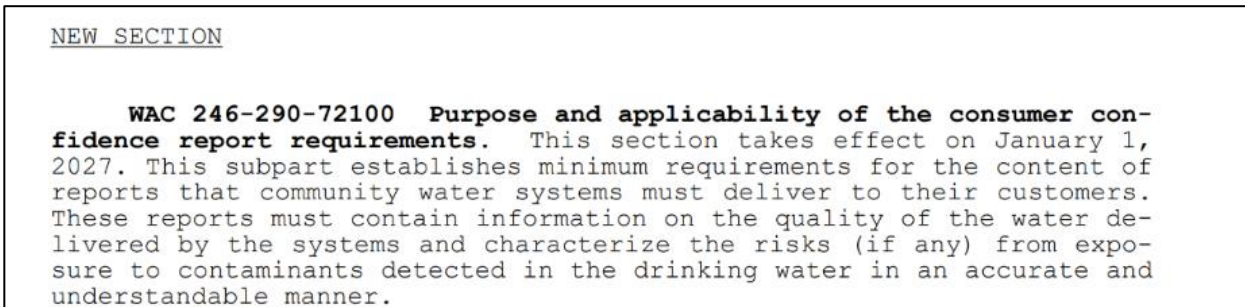 NEW SECTION
WAC 246-290-72100 Purpose and applicability of the consumer con-
fidence report requirements. This section takes effect on January 1,
2027. This subpart establishes minimum requirements for the content of
reports that community water systems must deliver to their customers.
These reports must contain information on the quality of the water de-
livered by the systems and characterize the risks (if any) from expo-
sure to contaminants detected in the drinking water in an accurate and
understandable manner.